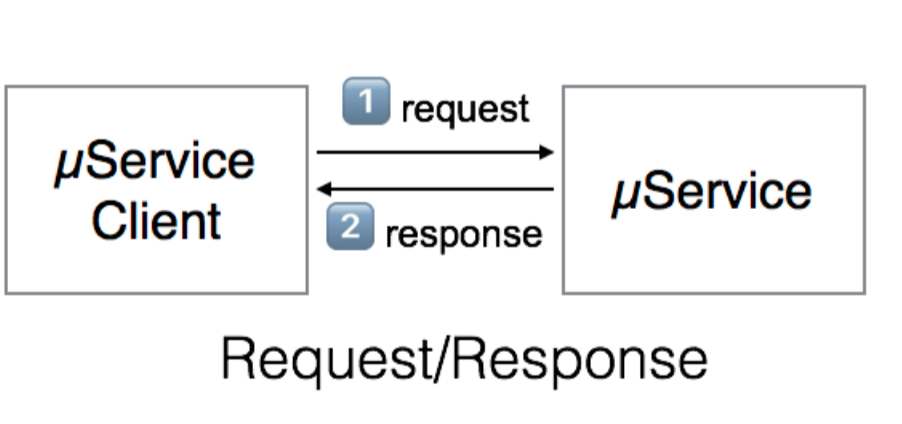 1 request
µService
Client
µService
2 response
Request/Response